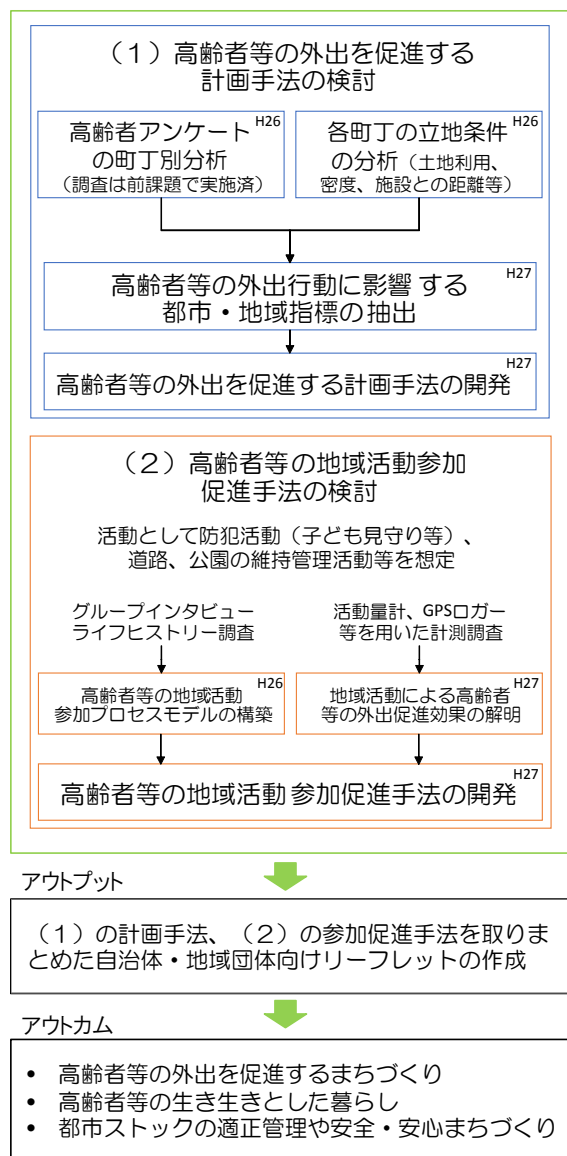 （１）高齢者等の外出を促進する
計画手法の検討
高齢者アンケート H26
の町丁別分析
（調査は前課題で実施済）
各町丁の立地条件 H26
の分析（土地利用、
密度、施設との距離等）
高齢者等の外出行動に影響する H27
都市・地域指標の抽出
高齢者等の外出を促進する計画手法の開発 H27
（２）高齢者等の地域活動参加
促進手法の検討
活動として防犯活動（子ども見守り等）、
道路、公園の維持管理活動等を想定
グループインタビュー
ライフヒストリー調査
活動量計、GPSロガー
等を用いた計測調査
高齢者等の地域活動 H26
参加プロセスモデルの構築
地域活動による高齢者 H27
等の外出促進効果の解明
高齢者等の地域活動参加促進手法の開発 H27
アウトプット
（１）の計画手法、（２）の参加促進手法を取りま
とめた自治体・地域団体向けリーフレットの作成
アウトカム
• 高齢者等の外出を促進するまちづくり
• 高齢者等の生き生きとした暮らし
• 都市ストックの適正管理や安全・安心まちづくり